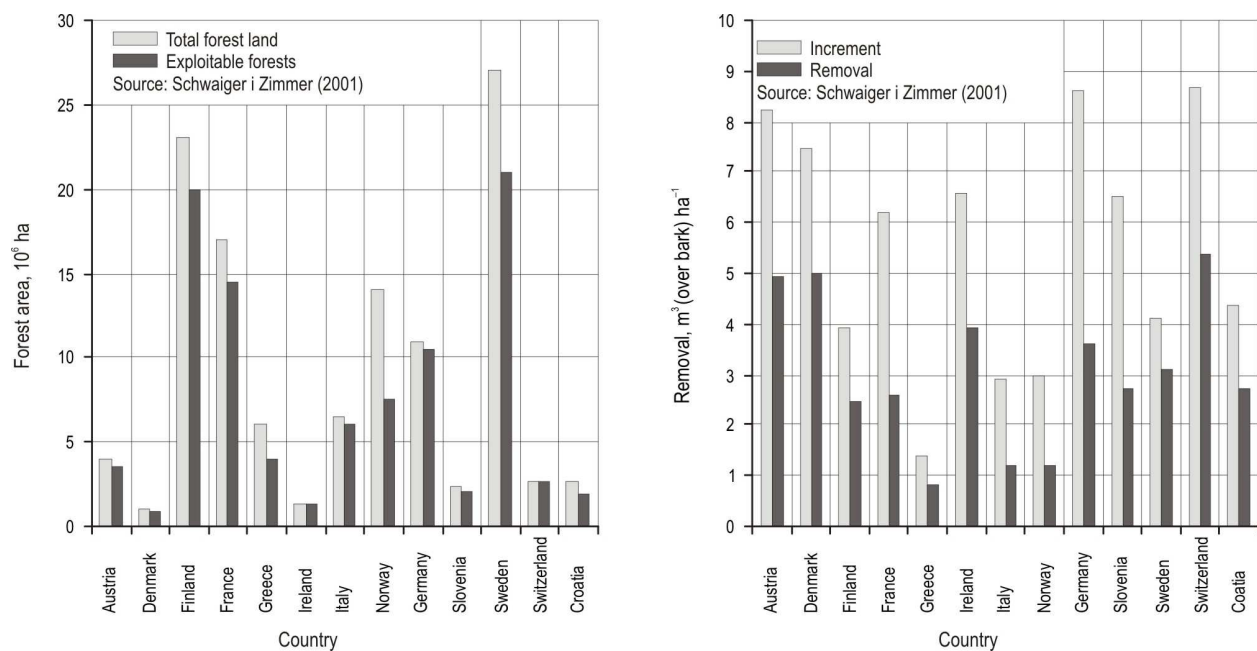 30
25
20
15
10
5
0
Forest area, 10⁶ ha
Total forest land
Exploitable forests
Source: Schwaiger i Zimmer (2001)
Austria
Denmark
Finland
France
Greece
Ireland
Italy
Norway
Germany
Slovenia
Sweden
Switzerland
Croatia
Country
10
9
8
7
6
5
4
3
2
1
0
Removal, m³ (over bark) ha⁻¹
Increment
Removal
Source: Schwaiger i Zimmer (2001)
Austria
Denmark
Finland
France
Greece
Ireland
Italy
Norway
Germany
Slovenia
Sweden
Switzerland
Coatia
Country